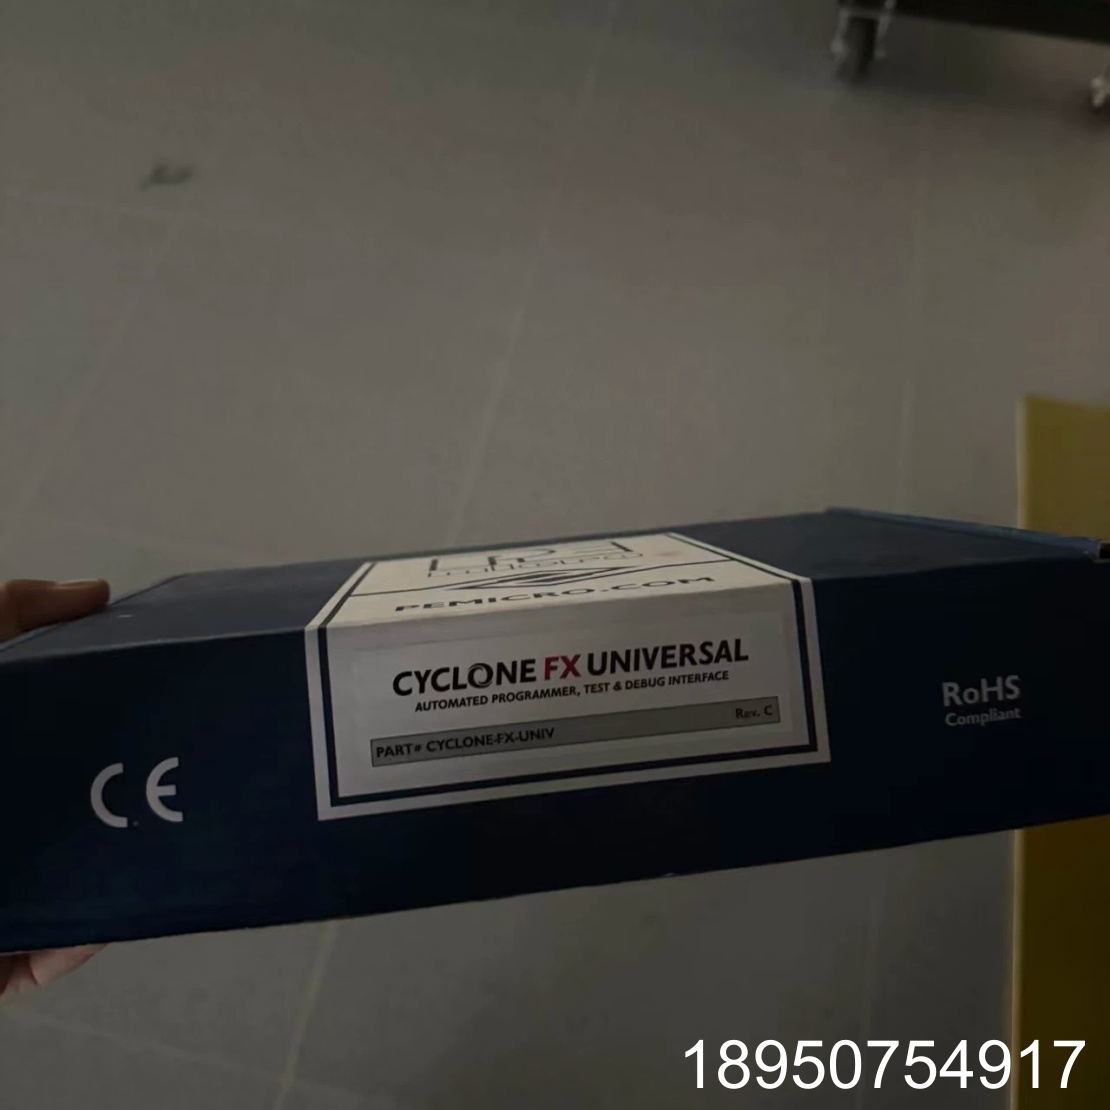 PEMICRO.COM
CYCLONE FX UNIVERSAL
AUTOMATED PROGRAMMER, TEST & DEBUG INTERFACE
PART# CYCLONE-FX-UNIV Rev. C
CE
RoHS
Compliant
18950754917